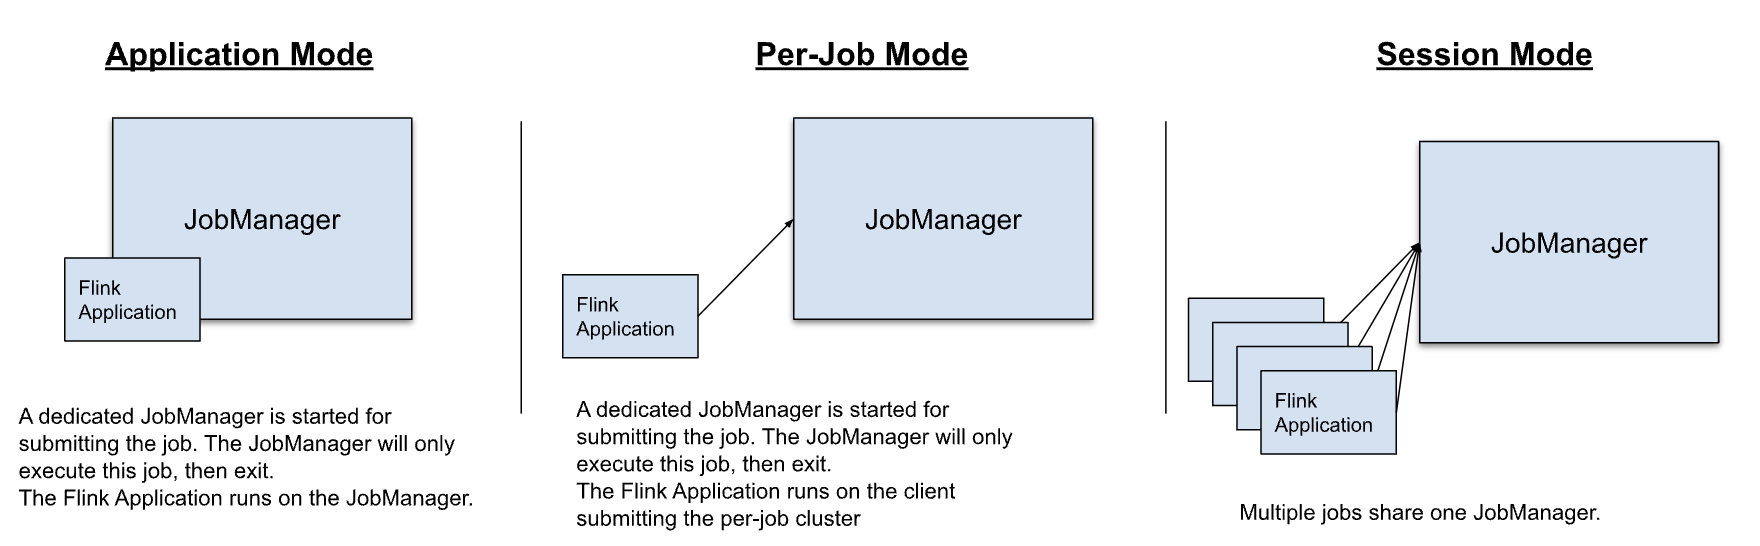 Application Mode
JobManager
Flink
Application
A dedicated JobManager is started for
submitting the job. The JobManager will only
execute this job, then exit.
The Flink Application runs on the JobManager.
Per-Job Mode
JobManager
Flink
Application
A dedicated JobManager is started for
submitting the job. The JobManager will only
execute this job, then exit.
The Flink Application runs on the client
submitting the per-job cluster
Session Mode
JobManager
Flink
Application
Multiple jobs share one JobManager.